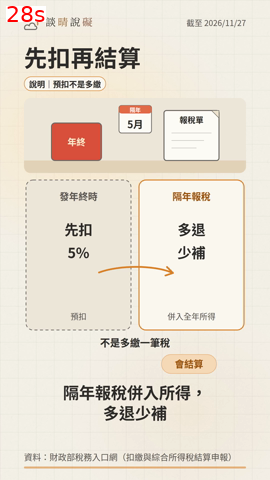 28s
談晴說礙
截至 2026/11/27
先扣再結算
說明｜預扣不是多繳
年終
隔年
5月
報稅單
發年終時
先扣
5%
預扣
隔年報稅
多退
少補
併入全年所得
不是多繳一筆稅
會結算
隔年報稅併入所得，
多退少補
資料：財政部稅務入口網（扣繳與綜合所得稅結算申報）